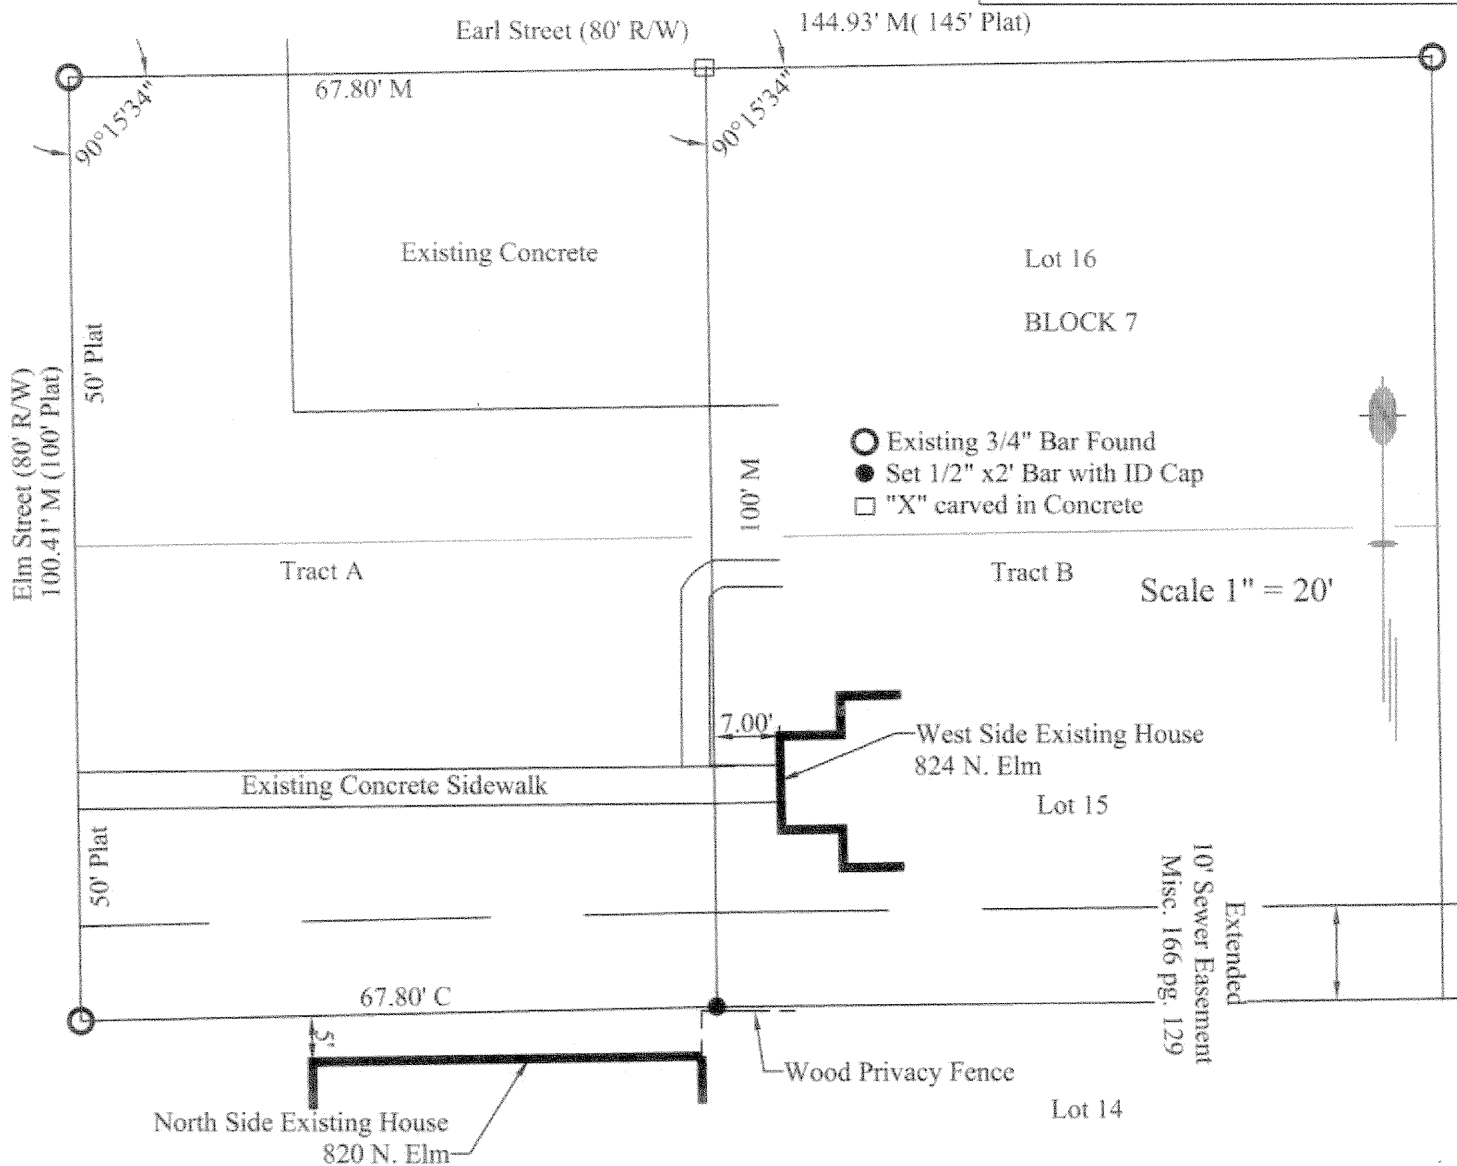 Earl Street (80' R/W)
144.93' M( 145' Plat)
67.80' M
90°15'34"
90°15'34"
Existing Concrete
Lot 16
BLOCK 7
50' Plat
Elm Street (80' R/W)
100.41' M (100' Plat)
Existing 3/4" Bar Found
Set 1/2" x2' Bar with ID Cap
"X" carved in Concrete
100' M
Tract A
Tract B
Scale 1" = 20'
7.00'
West Side Existing House
824 N. Elm
Existing Concrete Sidewalk
Lot 15
50' Plat
Extended
10' Sewer Easement
Misc. 166 pg. 129
67.80' C
5'
Wood Privacy Fence
North Side Existing House
820 N. Elm
Lot 14